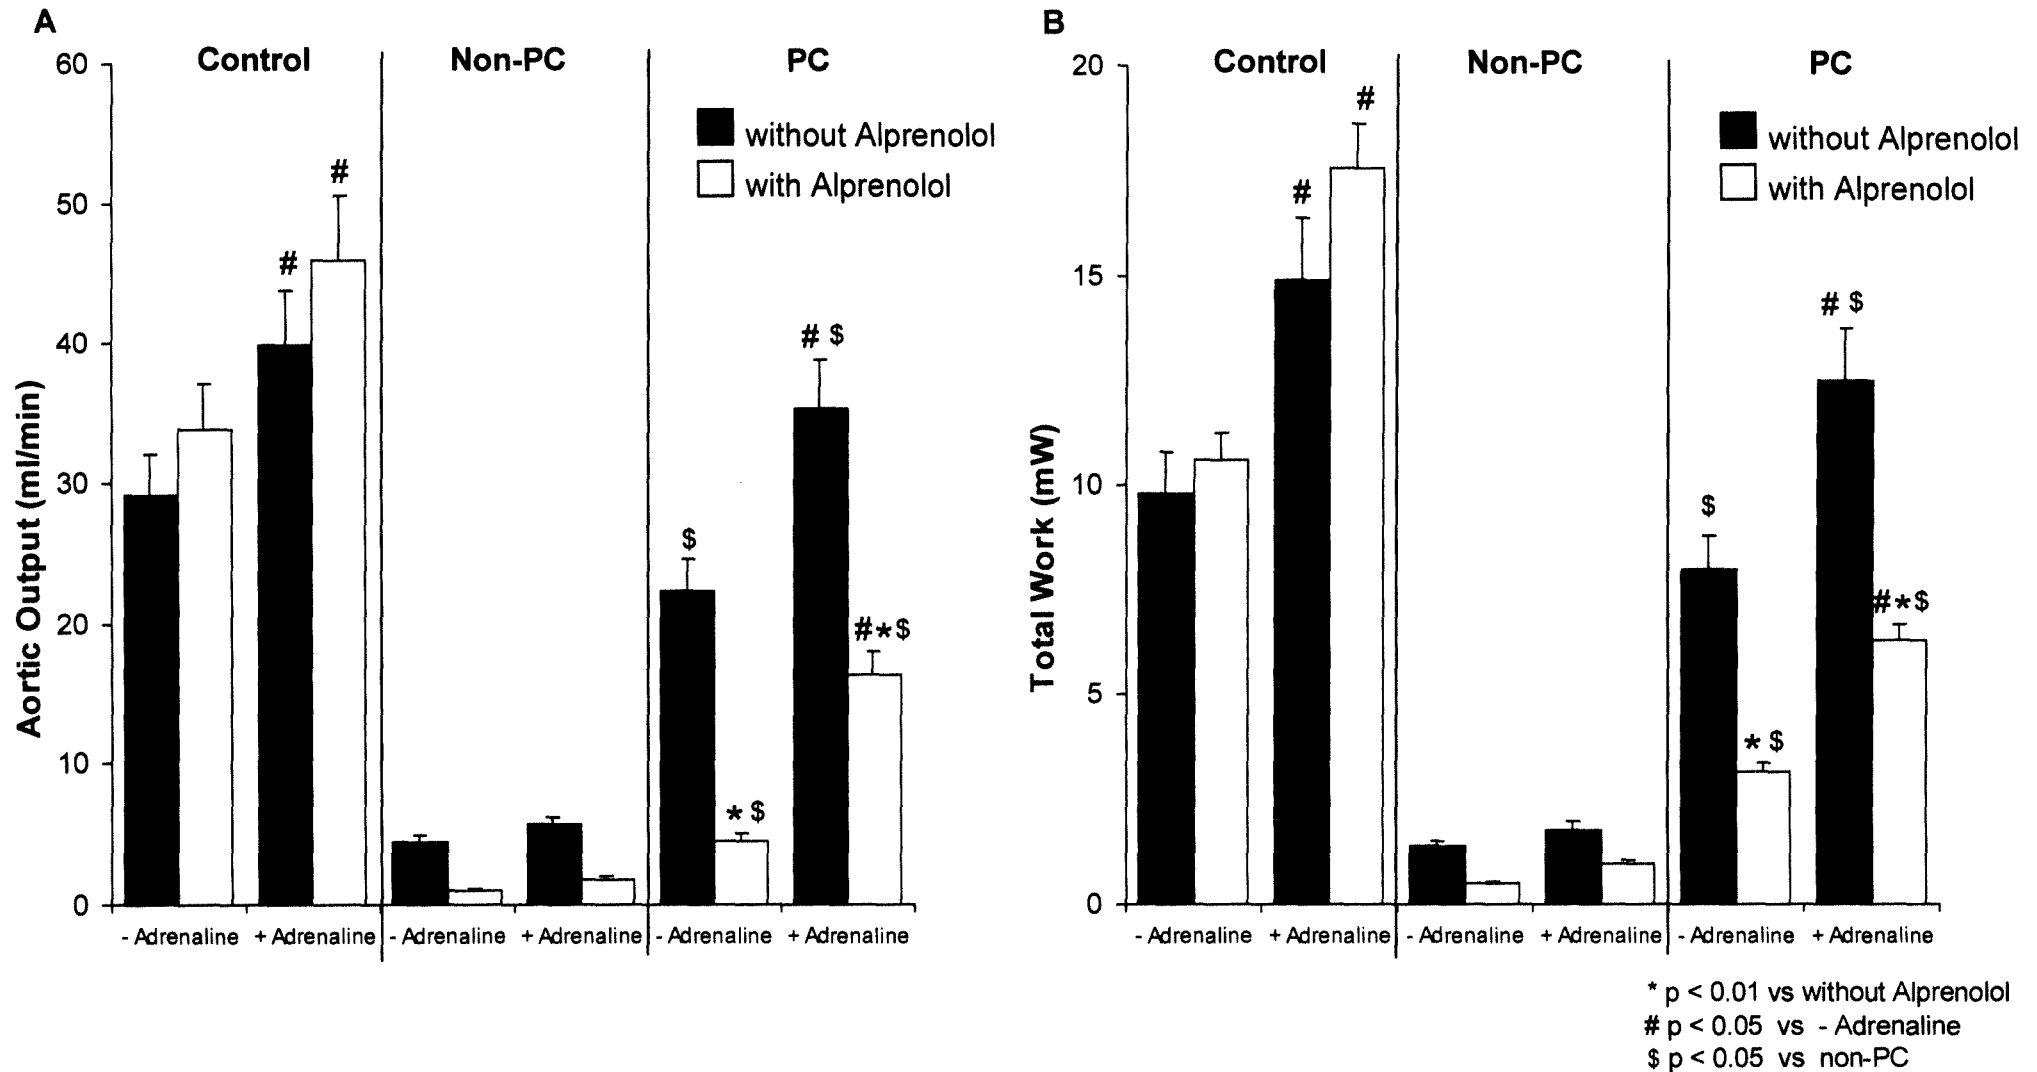 A
Control Non-PC PC
without Alprenolol
with Alprenolol
60
50
40
30
20
10
0
Aortic Output (ml/min)
# # $ * $ # $ #*$
- Adrenaline + Adrenaline - Adrenaline + Adrenaline - Adrenaline + Adrenaline
B
Control Non-PC PC
without Alprenolol
with Alprenolol
20
15
10
5
0
Total Work (mW)
# # $ * $ # $ #*$
- Adrenaline + Adrenaline - Adrenaline + Adrenaline - Adrenaline + Adrenaline
* p < 0.01 vs without Alprenolol
# p < 0.05 vs - Adrenaline
$ p < 0.05 vs non-PC